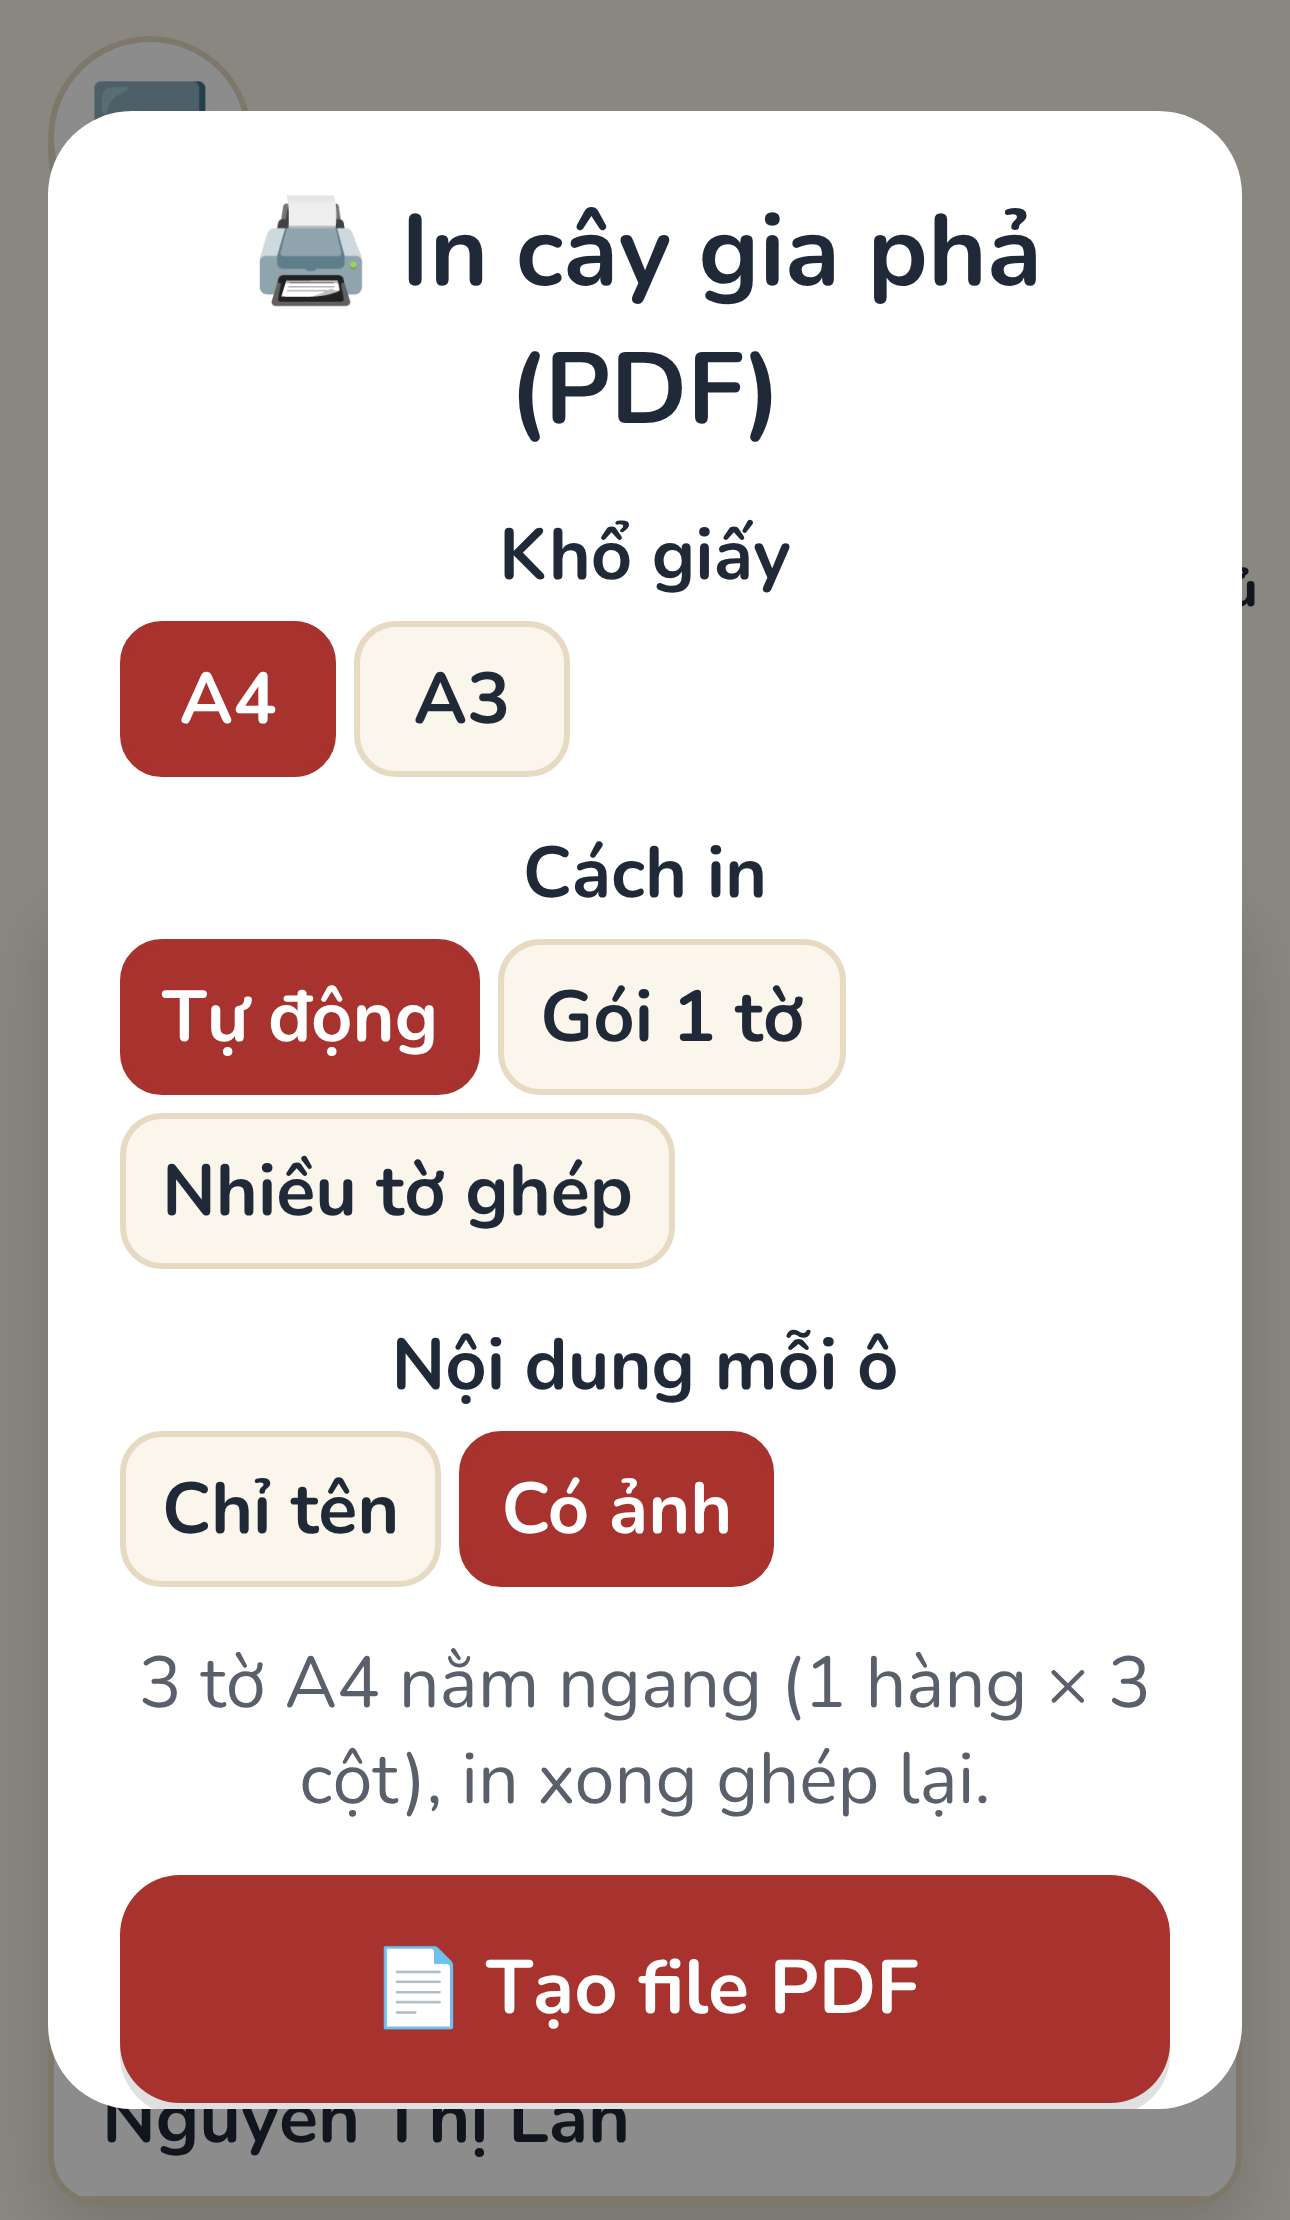 In cây gia phả
(PDF)
Khổ giấy
A4 A3
Cách in
Tự động Gói 1 tờ
Nhiều tờ ghép
Nội dung mỗi ô
Chỉ tên Có ảnh
3 tờ A4 nằm ngang (1 hàng × 3
cột), in xong ghép lại.
Tạo file PDF
Nguyễn Thị Lan